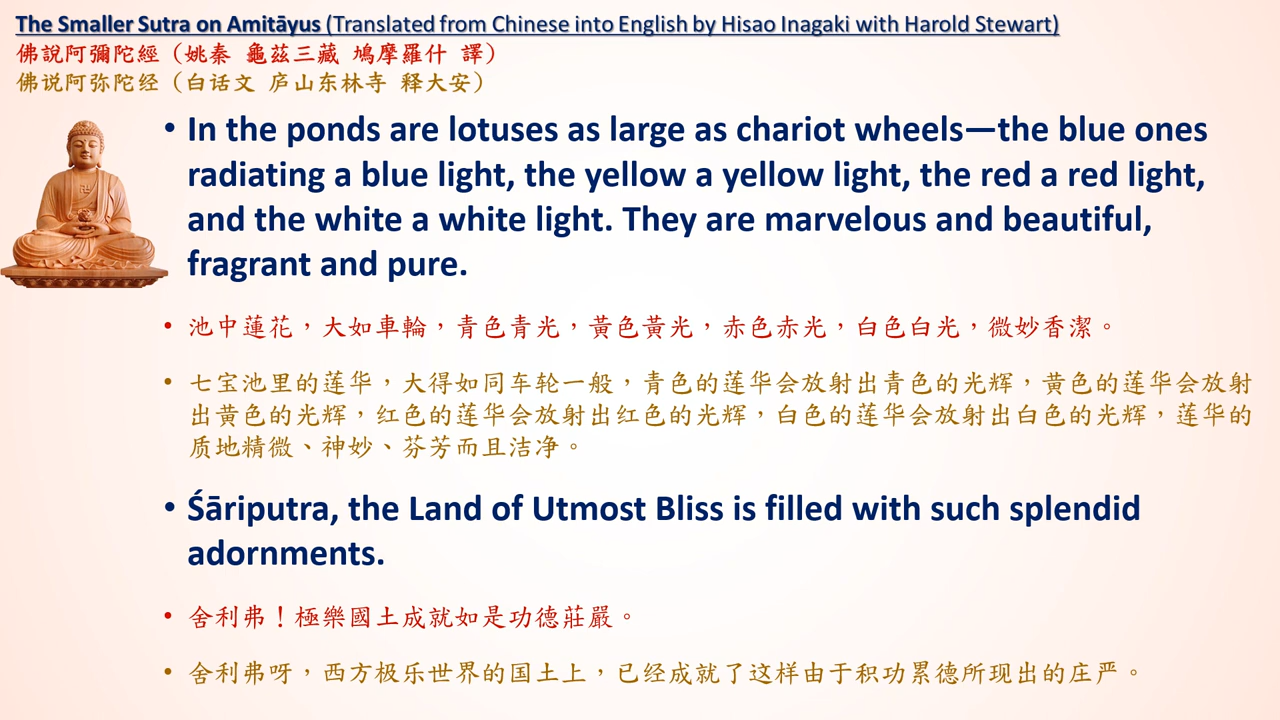 The Smaller Sutra on Amitāyus (Translated from Chinese into English by Hisao Inagaki with Harold Stewart)
佛說阿彌陀經（姚秦 龜茲三藏 鳩摩羅什 譯）
佛说阿弥陀经（白话文 庐山东林寺 释大安）
• In the ponds are lotuses as large as chariot wheels—the blue ones
radiating a blue light, the yellow a yellow light, the red a red light,
and the white a white light. They are marvelous and beautiful,
fragrant and pure.
• 池中蓮花，大如車輪，青色青光，黃色黃光，赤色赤光，白色白光，微妙香潔。
• 七宝池里的莲华，大得如同车轮一般，青色的莲华会放射出青色的光辉，黄色的莲华会放射
出黄色的光辉，红色的莲华会放射出红色的光辉，白色的莲华会放射出白色的光辉，莲华的
质地精微、神妙、芬芳而且洁净。
• Śāriputra, the Land of Utmost Bliss is filled with such splendid
adornments.
• 舍利弗！極樂國土成就如是功德莊嚴。
• 舍利弗呀，西方极乐世界的国土上，已经成就了这样由于积功累德所现出的庄严。